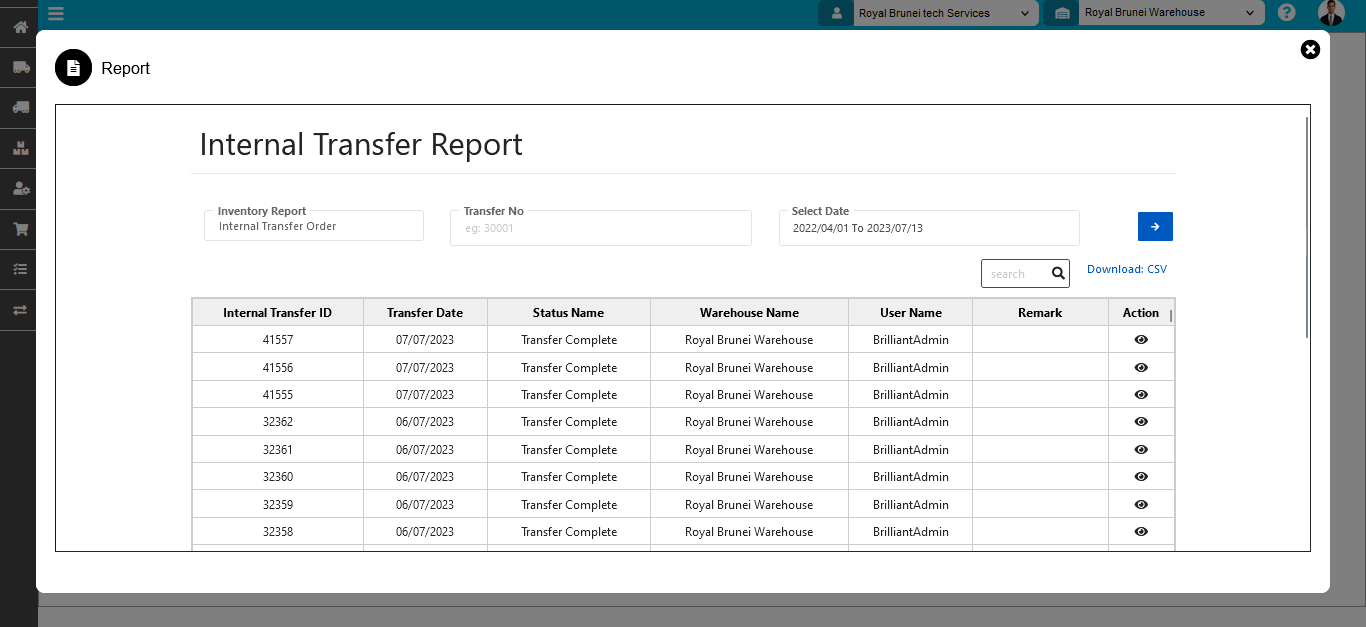 Royal Brunei tech Services Royal Brunei Warehouse ?
Report
Internal Transfer Report
Inventory Report Transfer No Select Date
Internal Transfer Order eg: 30001 2022/04/01 To 2023/07/13
search Download: CSV
Internal Transfer ID Transfer Date Status Name Warehouse Name User Name Remark Action
41557 07/07/2023 Transfer Complete Royal Brunei Warehouse BrilliantAdmin
41556 07/07/2023 Transfer Complete Royal Brunei Warehouse BrilliantAdmin
41555 07/07/2023 Transfer Complete Royal Brunei Warehouse BrilliantAdmin
32362 06/07/2023 Transfer Complete Royal Brunei Warehouse BrilliantAdmin
32361 06/07/2023 Transfer Complete Royal Brunei Warehouse BrilliantAdmin
32360 06/07/2023 Transfer Complete Royal Brunei Warehouse BrilliantAdmin
32359 06/07/2023 Transfer Complete Royal Brunei Warehouse BrilliantAdmin
32358 06/07/2023 Transfer Complete Royal Brunei Warehouse BrilliantAdmin